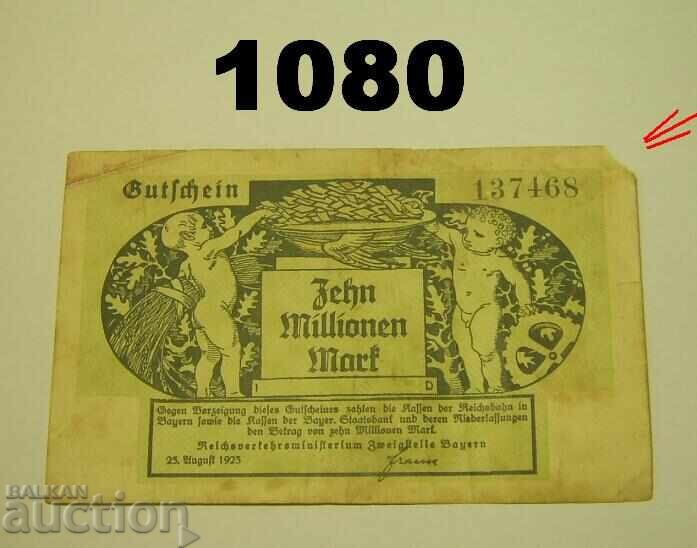 1080
Gutschein
137468
Zehn
Millionen
Mark
I D
Gegen Vorzeigung dieses Gutscheines zahlen die Kassen der Reichsbahn in
Bayern sowie die Kassen der Bayer. Staatsbank und deren Niederlassungen
den Betrag von zehn Millionen Mark.
Reichsverkehrsministerium Zweigstelle Bayern
25. August 1923
BALKAN
auction